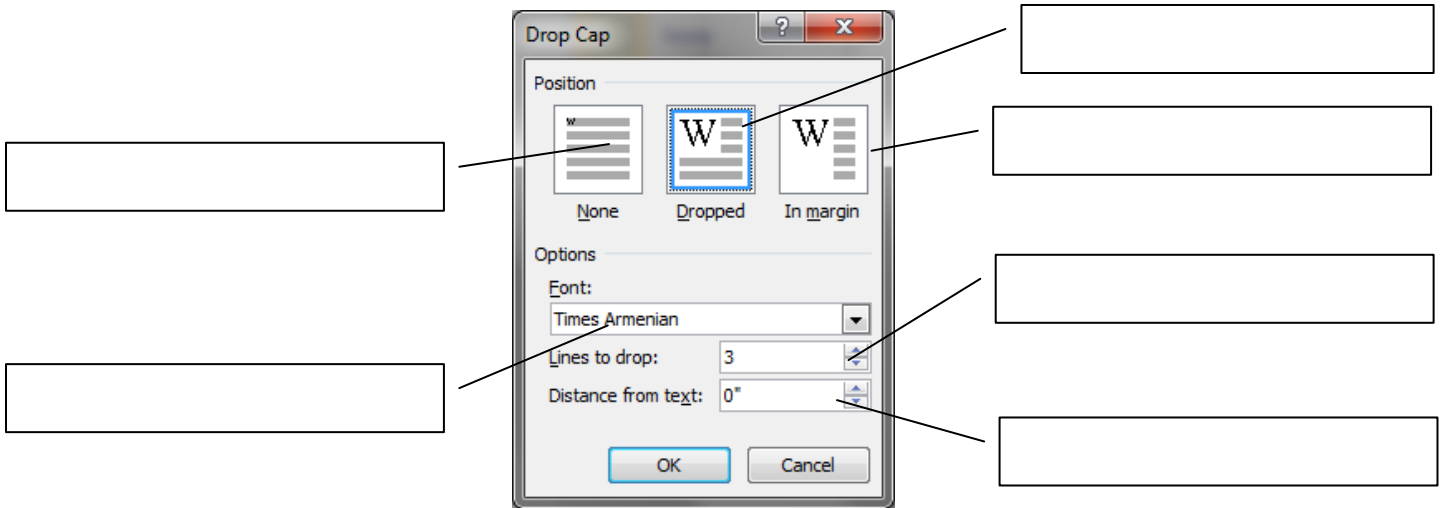 Drop Cap
Position
W W W
None Dropped In margin
Options
Font:
Times Armenian
Lines to drop: 3
Distance from text: 0"
OK Cancel